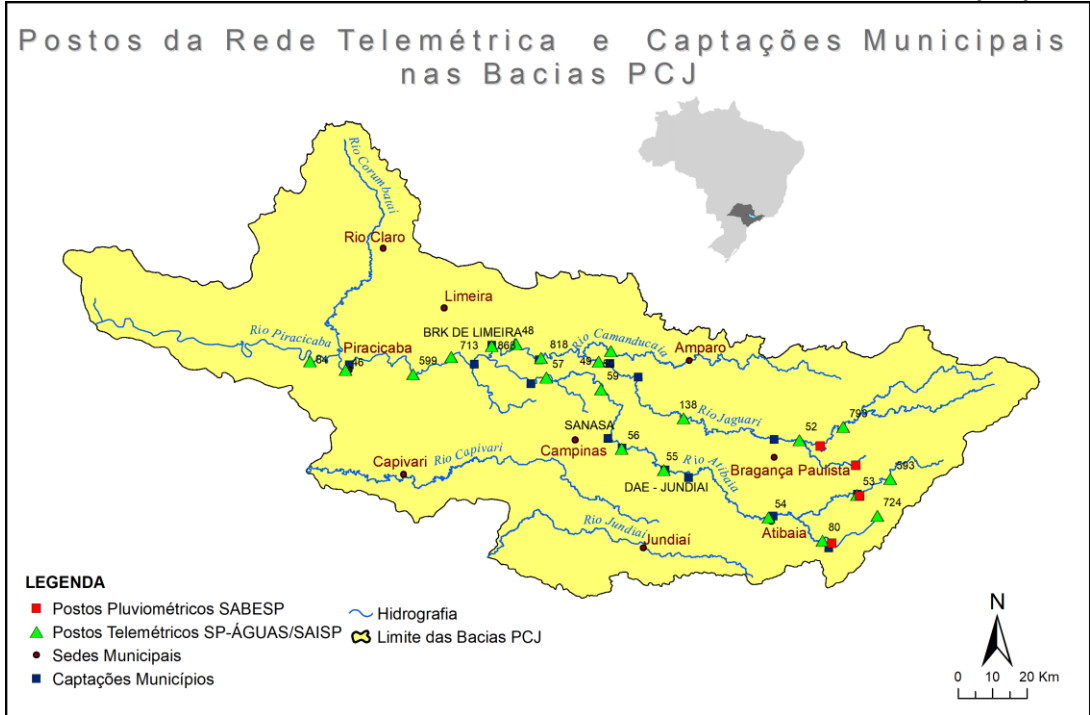 Postos da Rede Telemétrica e Captações Municipais
nas Bacias PCJ
Rio Corumbataí
Rio Claro
Limeira
BRK DE LIMEIRA
48
Rio Camanducaia
Rio Piracicaba
Piracicaba
713
866
818
Amparo
84
46
599
57
49
59
138
Rio Jaguari
52
798
SANASA
56
Campinas
Rio Capivari
Capivari
55
Rio Atibaia
Bragança Paulista
593
DAE - JUNDIAI
53
54
724
Rio Jundiaí
Jundiaí
Atibaia
80
LEGENDA
Postos Pluviométricos SABESP
Hidrografia
Postos Telemétricos SP-ÁGUAS/SAISP
Limite das Bacias PCJ
Sedes Municipais
Captações Municípios
N
0 10 20 Km